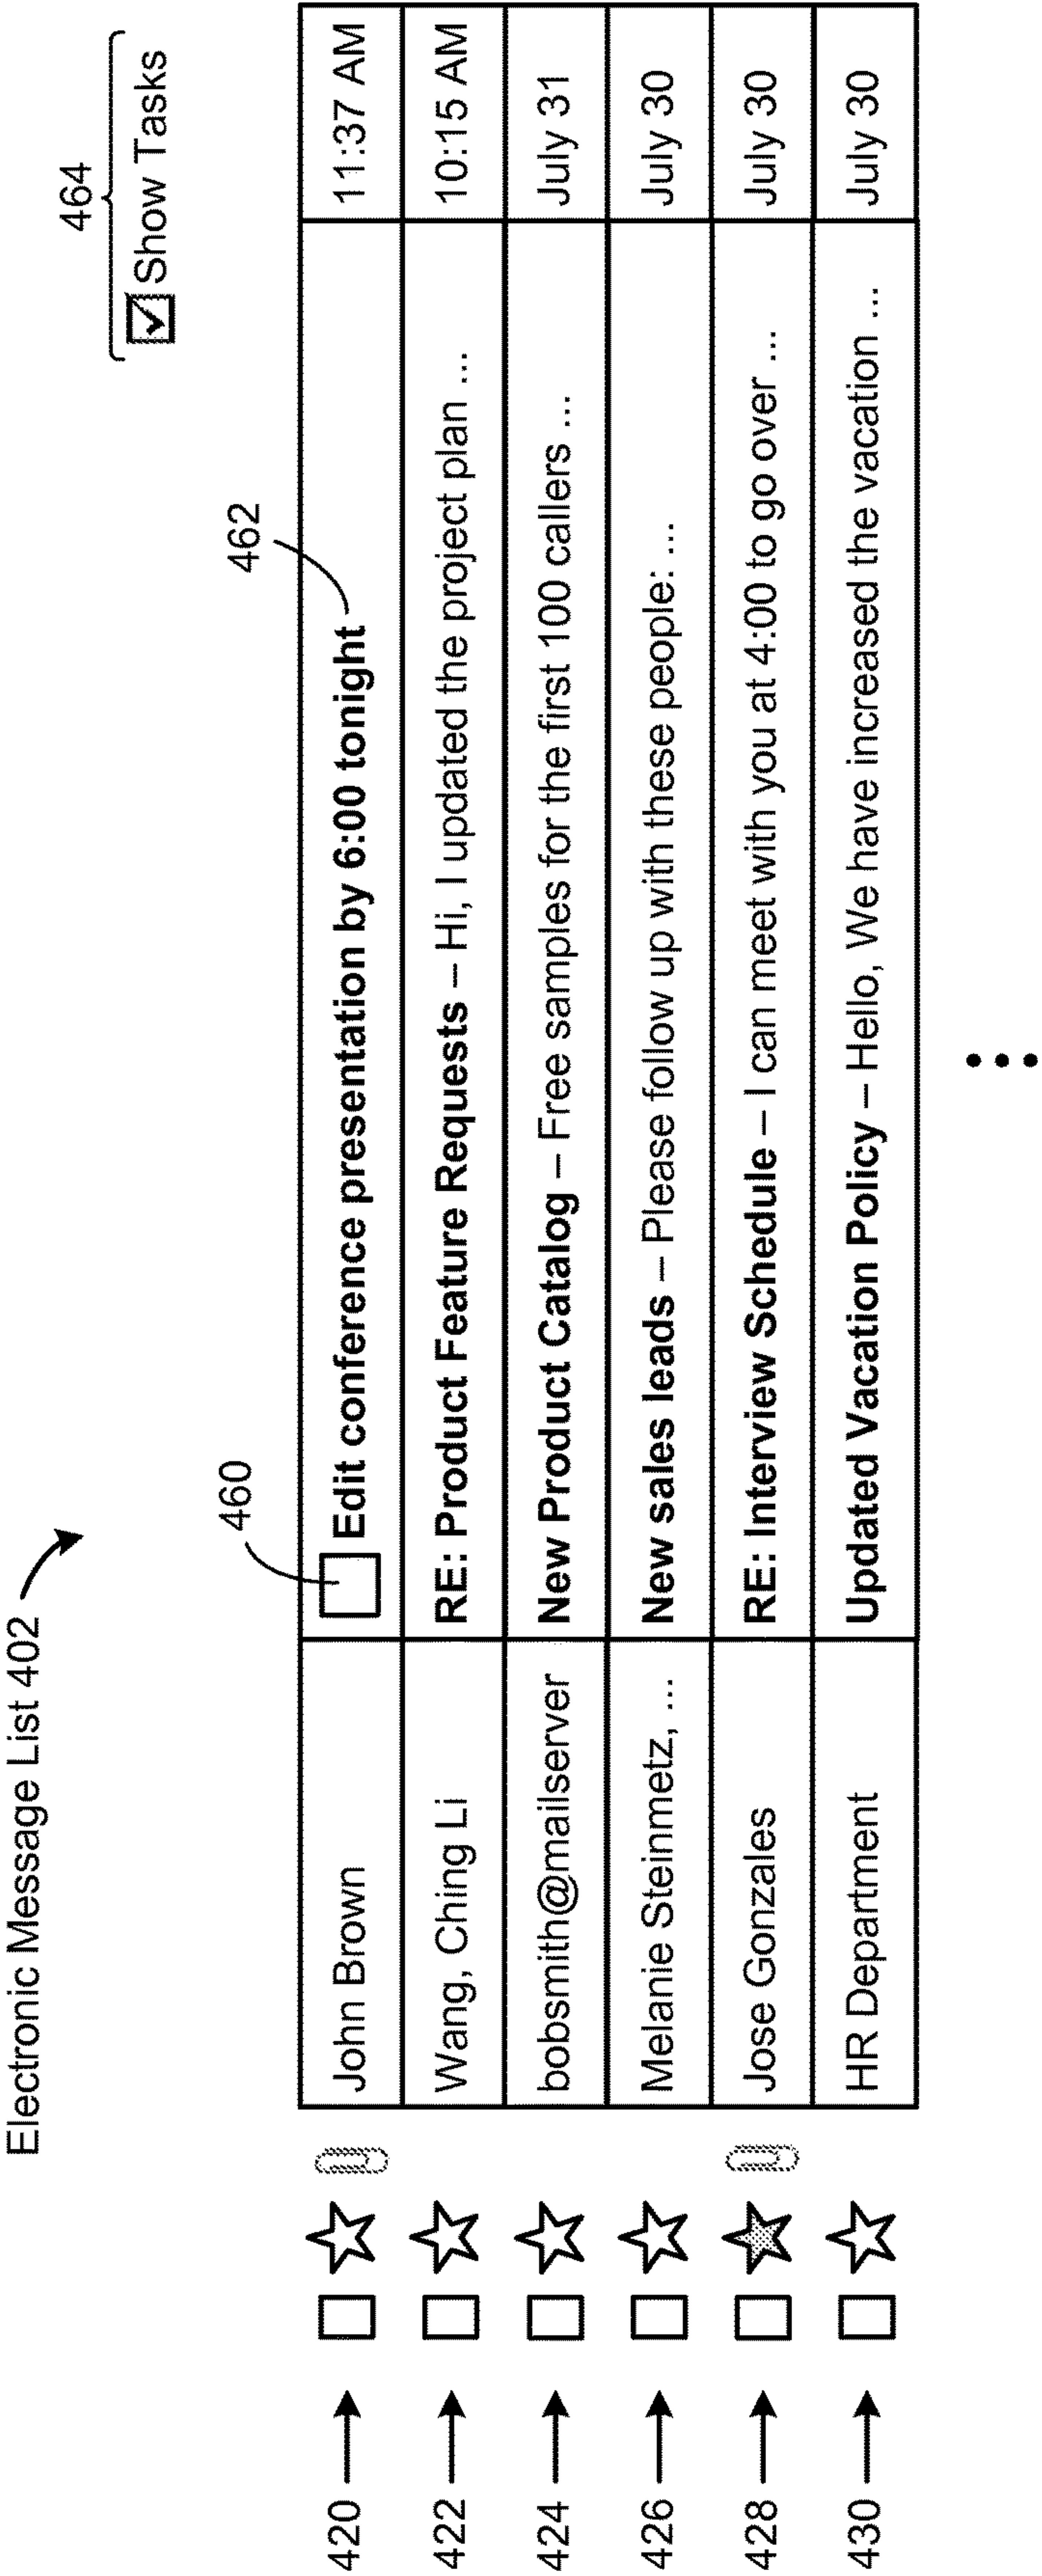 Electronic Message List 402
464
Show Tasks
460
462
420 John Brown Edit conference presentation by 6:00 tonight 11:37 AM
422 Wang, Ching Li RE: Product Feature Requests – Hi, I updated the project plan ... 10:15 AM
424 bobsmith@mailserver New Product Catalog – Free samples for the first 100 callers ... July 31
426 Melanie Steinmetz, ... New sales leads – Please follow up with these people: ... July 30
428 Jose Gonzales RE: Interview Schedule – I can meet with you at 4:00 to go over ... July 30
430 HR Department Updated Vacation Policy – Hello, We have increased the vacation ... July 30